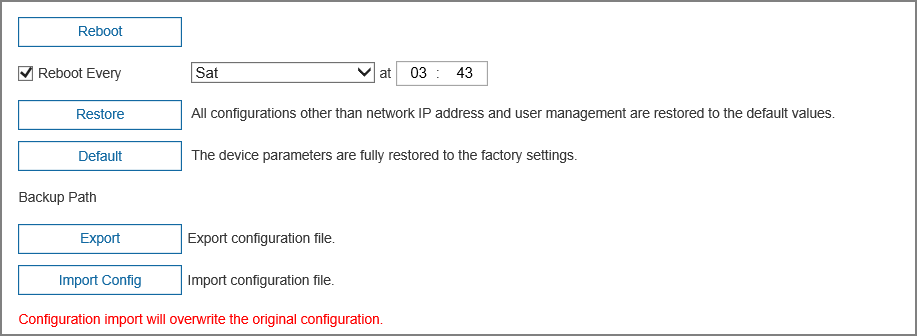 Reboot
Reboot Every Sat at 03 : 43
Restore All configurations other than network IP address and user management are restored to the default values.
Default The device parameters are fully restored to the factory settings.
Backup Path
Export Export configuration file.
Import Config Import configuration file.
Configuration import will overwrite the original configuration.